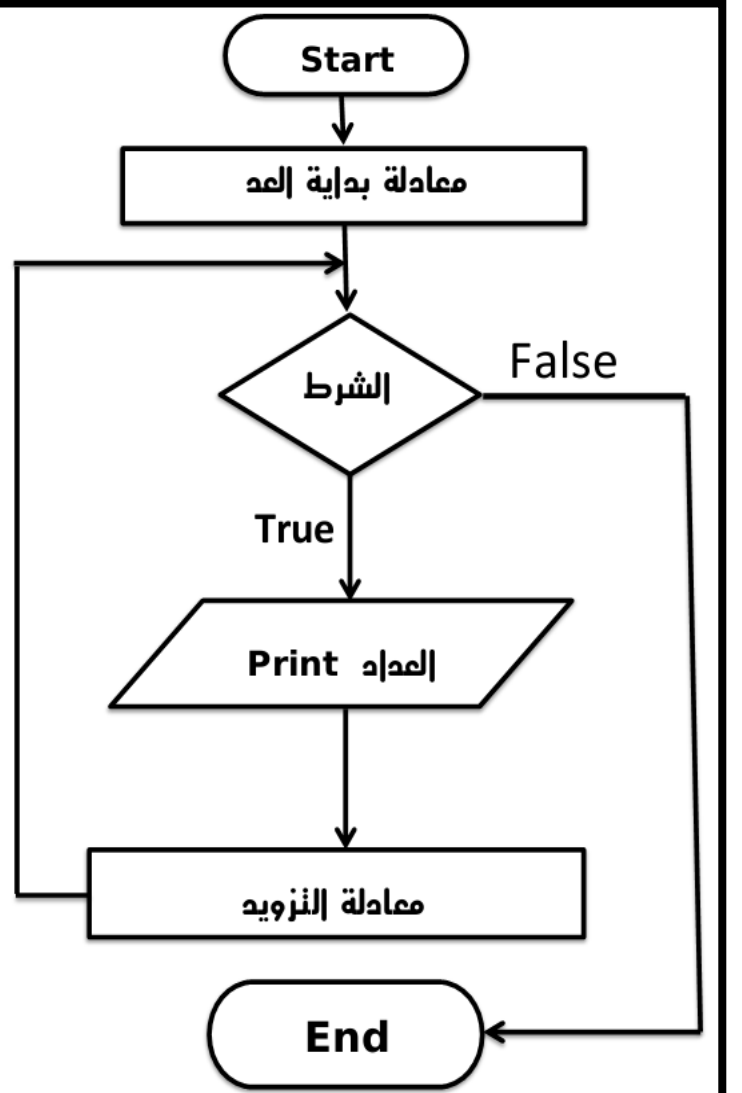 Start
معادلة بداية العد
الشرط
False
True
Print العداد
معادلة التزويد
End